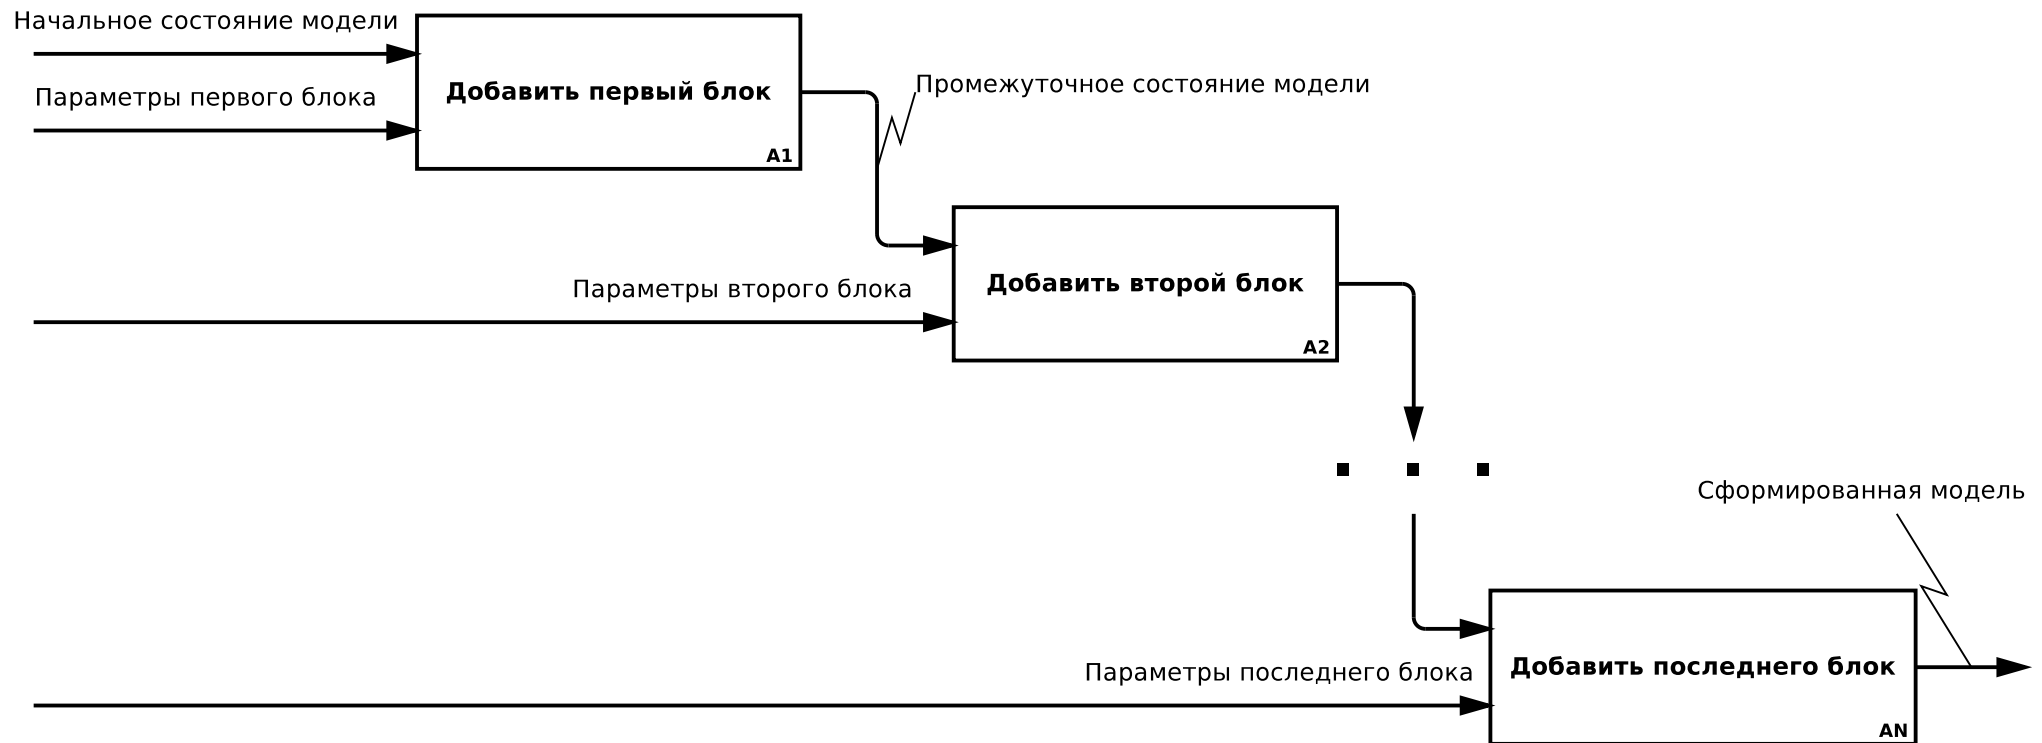 Начальное состояние модели
Параметры первого блока
Добавить первый блок
A1
Промежуточное состояние модели
Параметры второго блока
Добавить второй блок
A2
Сформированная модель
Параметры последнего блока
Добавить последнего блок
AN